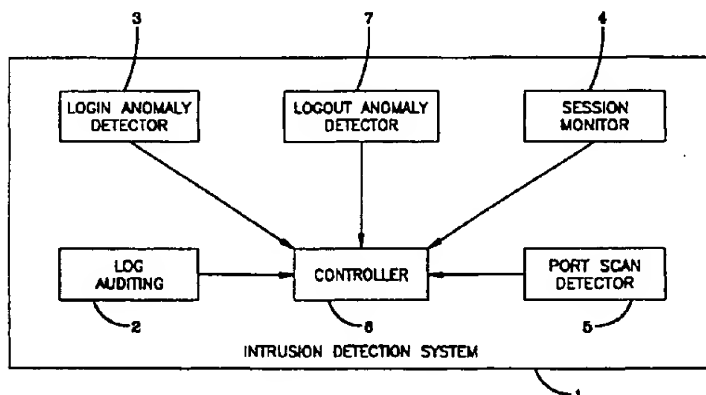 3
7
4
LOGIN ANOMALY
DETECTOR
LOGOUT ANOMALY
DETECTOR
SESSION
MONITOR
LOG
AUDITING
CONTROLLER
PORT SCAN
DETECTOR
2
6
5
INTRUSION DETECTION SYSTEM
1